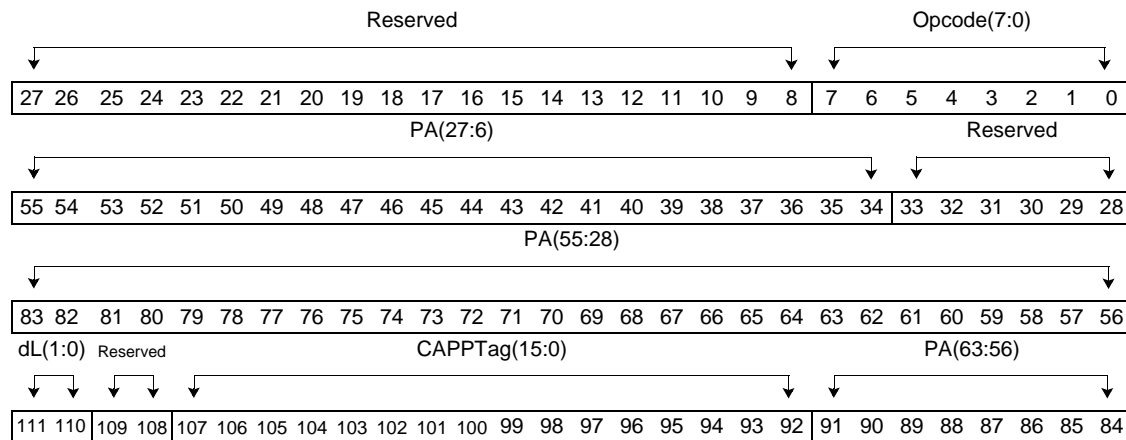 Reserved Opcode(7:0)
27 26 25 24 23 22 21 20 19 18 17 16 15 14 13 12 11 10 9 8 7 6 5 4 3 2 1 0
PA(27:6) Reserved
55 54 53 52 51 50 49 48 47 46 45 44 43 42 41 40 39 38 37 36 35 34 33 32 31 30 29 28
PA(55:28)
83 82 81 80 79 78 77 76 75 74 73 72 71 70 69 68 67 66 65 64 63 62 61 60 59 58 57 56
dL(1:0) Reserved CAPPTag(15:0) PA(63:56)
111 110 109 108 107 106 105 104 103 102 101 100 99 98 97 96 95 94 93 92 91 90 89 88 87 86 85 84